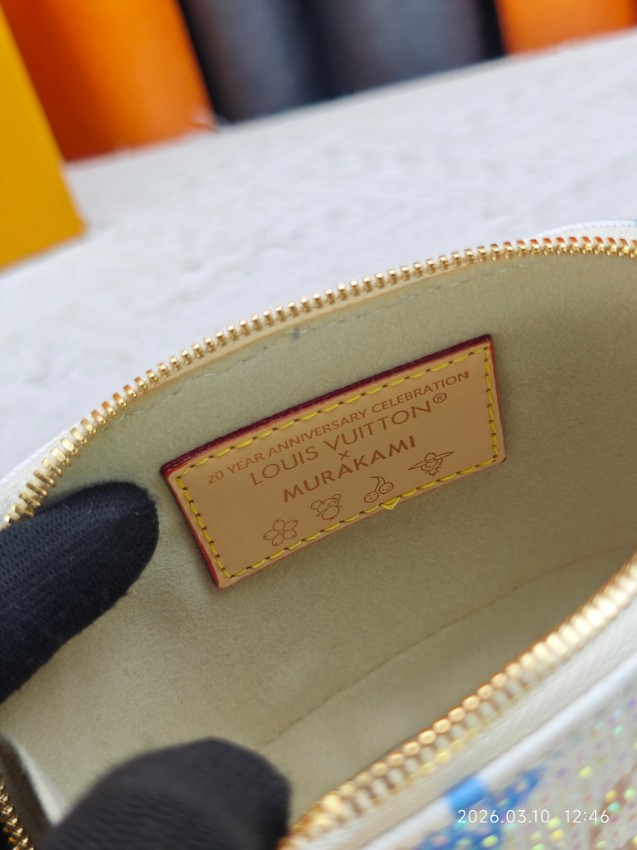 20 YEAR ANNIVERSARY CELEBRATION
LOUIS VUITTON®
×
MURAKAMI
2026.03.10 12:46